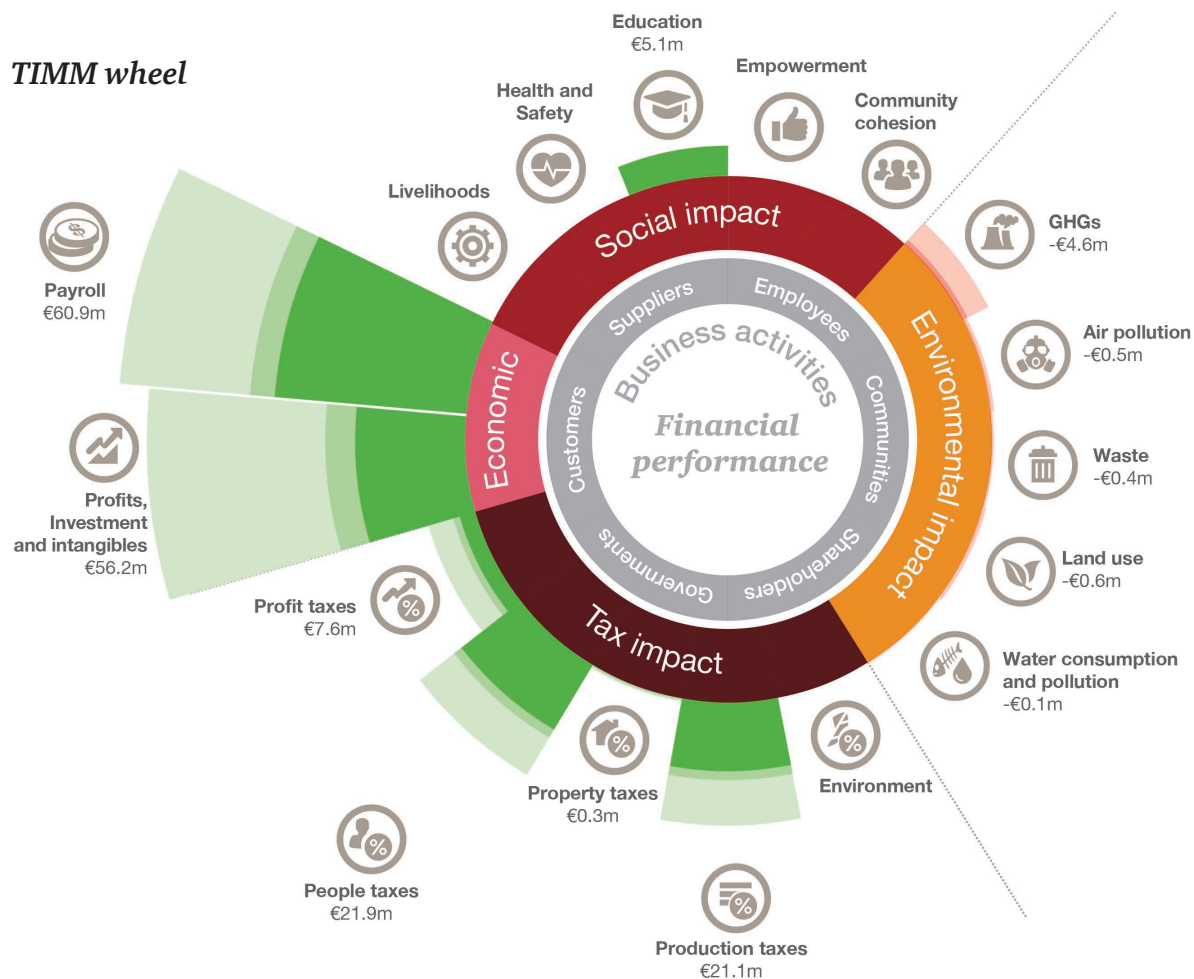 TIMM wheel
Education
€5.1m
Empowerment
Community
cohesion
Health and
Safety
Livelihoods
Payroll
€60.9m
Profits,
Investment
and intangibles
€56.2m
Profit taxes
€7.6m
People taxes
€21.9m
Property taxes
€0.3m
Production taxes
€21.1m
Environment
GHGs
-€4.6m
Air pollution
-€0.5m
Waste
-€0.4m
Land use
-€0.6m
Water consumption
and pollution
-€0.1m
Social impact
Environmental impact
Tax impact
Economic
Suppliers
Employees
Communities
Shareholders
Governments
Customers
Business activities
Financial
performance
$
%
%
%
%
%